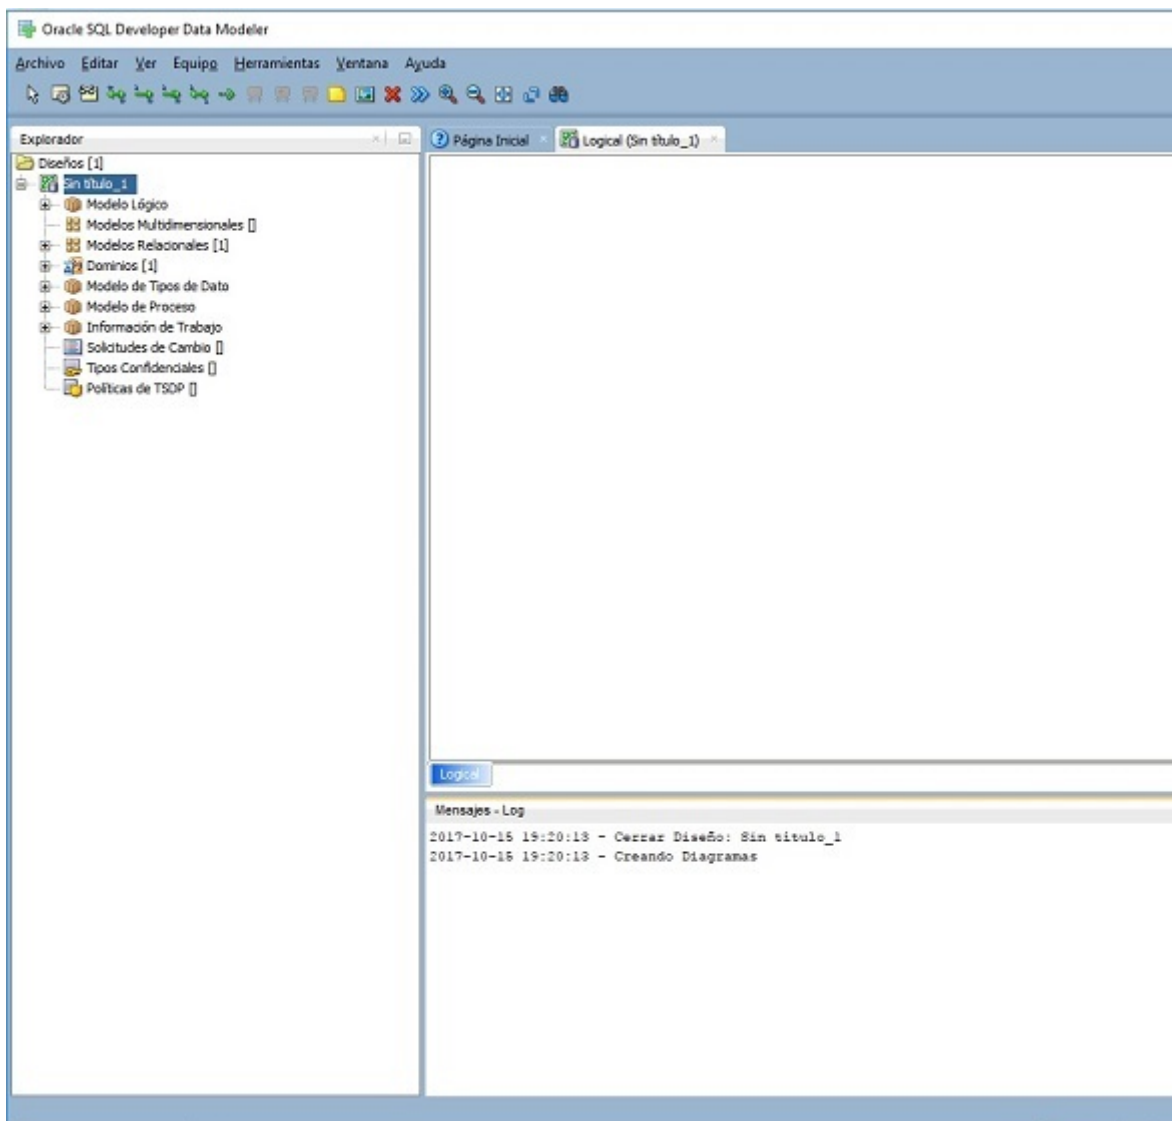 Oracle SQL Developer Data Modeler
Archivo Editar Ver Equipo Herramientas Ventana Ayuda
Explorador
Página Inicial
Logical (Sin título_1)
Diseños [1]
Sin título_1
Modelo Lógico
Modelos Multidimensionales []
Modelos Relacionales [1]
Dominios [1]
Modelo de Tipos de Dato
Modelo de Proceso
Información de Trabajo
Solicitudes de Cambio []
Tipos Confidenciales []
Políticas de TSDP []
Logical
Mensajes - Log
2017-10-15 19:20:13 - Cerrar Diseño: Sin título_1
2017-10-15 19:20:13 - Creando Diagramas